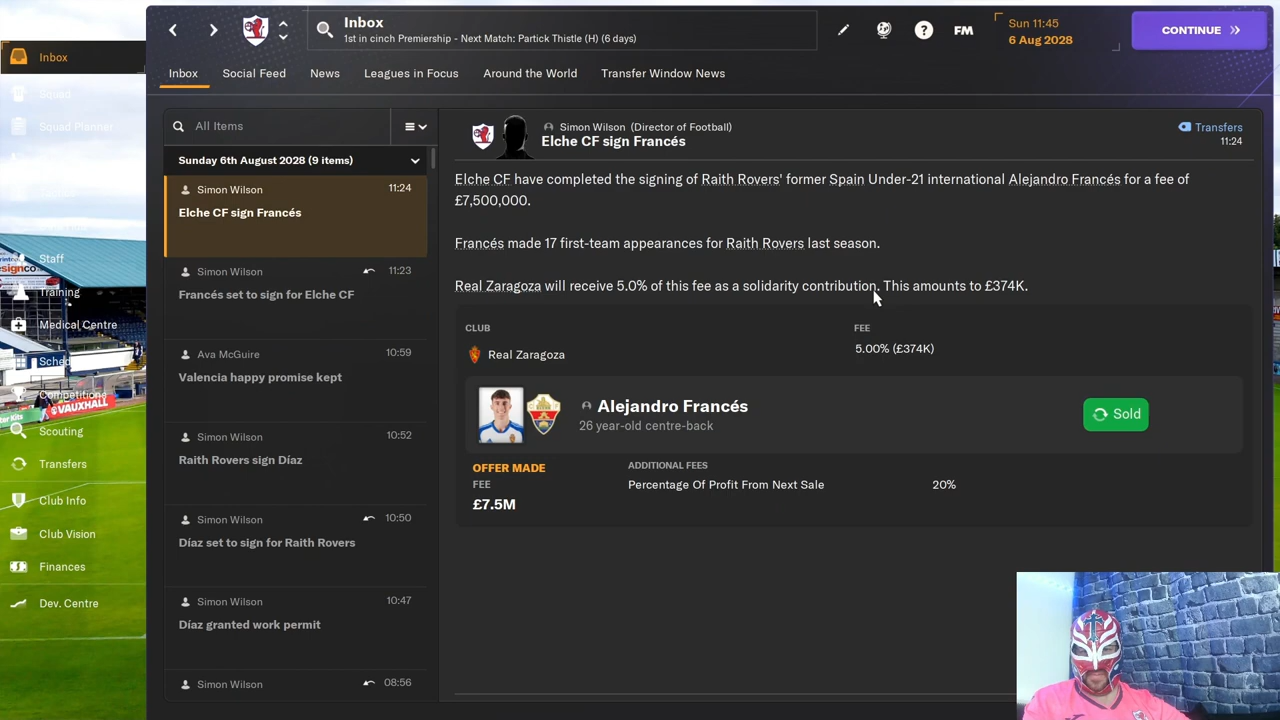 Inbox
1st in cinch Premiership - Next Match: Partick Thistle (H) (6 days)
FM
Sun 11:45
6 Aug 2028
CONTINUE
Inbox
Squad
Squad Planner
Staff
Training
Medical Centre
Competitions
VAUXHALL
Scouting
Transfers
Club Info
Club Vision
Finances
Dev. Centre
Inbox
Social Feed
News
Leagues in Focus
Around the World
Transfer Window News
All Items
Sunday 6th August 2028 (9 items)
Simon Wilson 11:24
Elche CF sign Francés
Simon Wilson 11:23
Francés set to sign for Elche CF
Ava McGuire 10:59
Valencia happy promise kept
Simon Wilson 10:52
Raith Rovers sign Díaz
Simon Wilson 10:50
Díaz set to sign for Raith Rovers
Simon Wilson 10:47
Díaz granted work permit
Simon Wilson 08:56
Simon Wilson (Director of Football)
Elche CF sign Francés
Transfers
11:24
Elche CF have completed the signing of Raith Rovers' former Spain Under-21 international Alejandro Francés for a fee of
£7,500,000.
Francés made 17 first-team appearances for Raith Rovers last season.
Real Zaragoza will receive 5.0% of this fee as a solidarity contribution. This amounts to £374K.
CLUB FEE
Real Zaragoza 5.00% (£374K)
Alejandro Francés
26 year-old centre-back
Sold
OFFER MADE
FEE
£7.5M
ADDITIONAL FEES
Percentage Of Profit From Next Sale 20%